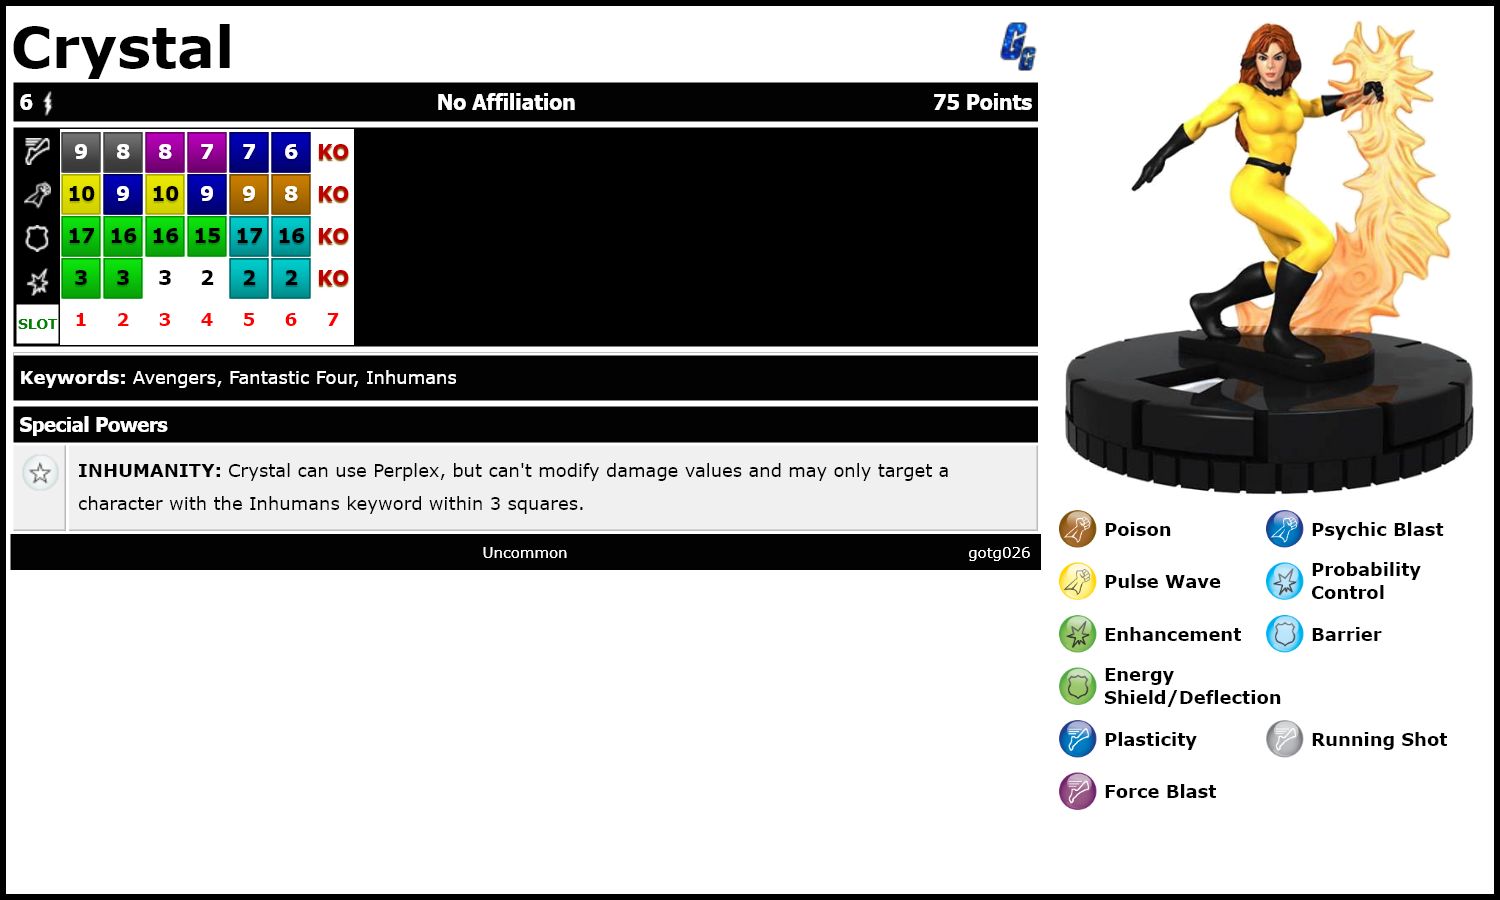 Crystal
GG
6 No Affiliation 75 Points
9 8 8 7 7 6 KO
10 9 10 9 9 8 KO
17 16 16 15 17 16 KO
3 3 3 2 2 2 KO
SLOT 1 2 3 4 5 6 7
Keywords: Avengers, Fantastic Four, Inhumans
Special Powers
INHUMANITY: Crystal can use Perplex, but can't modify damage values and may only target a
character with the Inhumans keyword within 3 squares.
Uncommon gotg026
Poison Psychic Blast
Pulse Wave Probability
Control
Enhancement Barrier
Energy
Shield/Deflection
Plasticity Running Shot
Force Blast